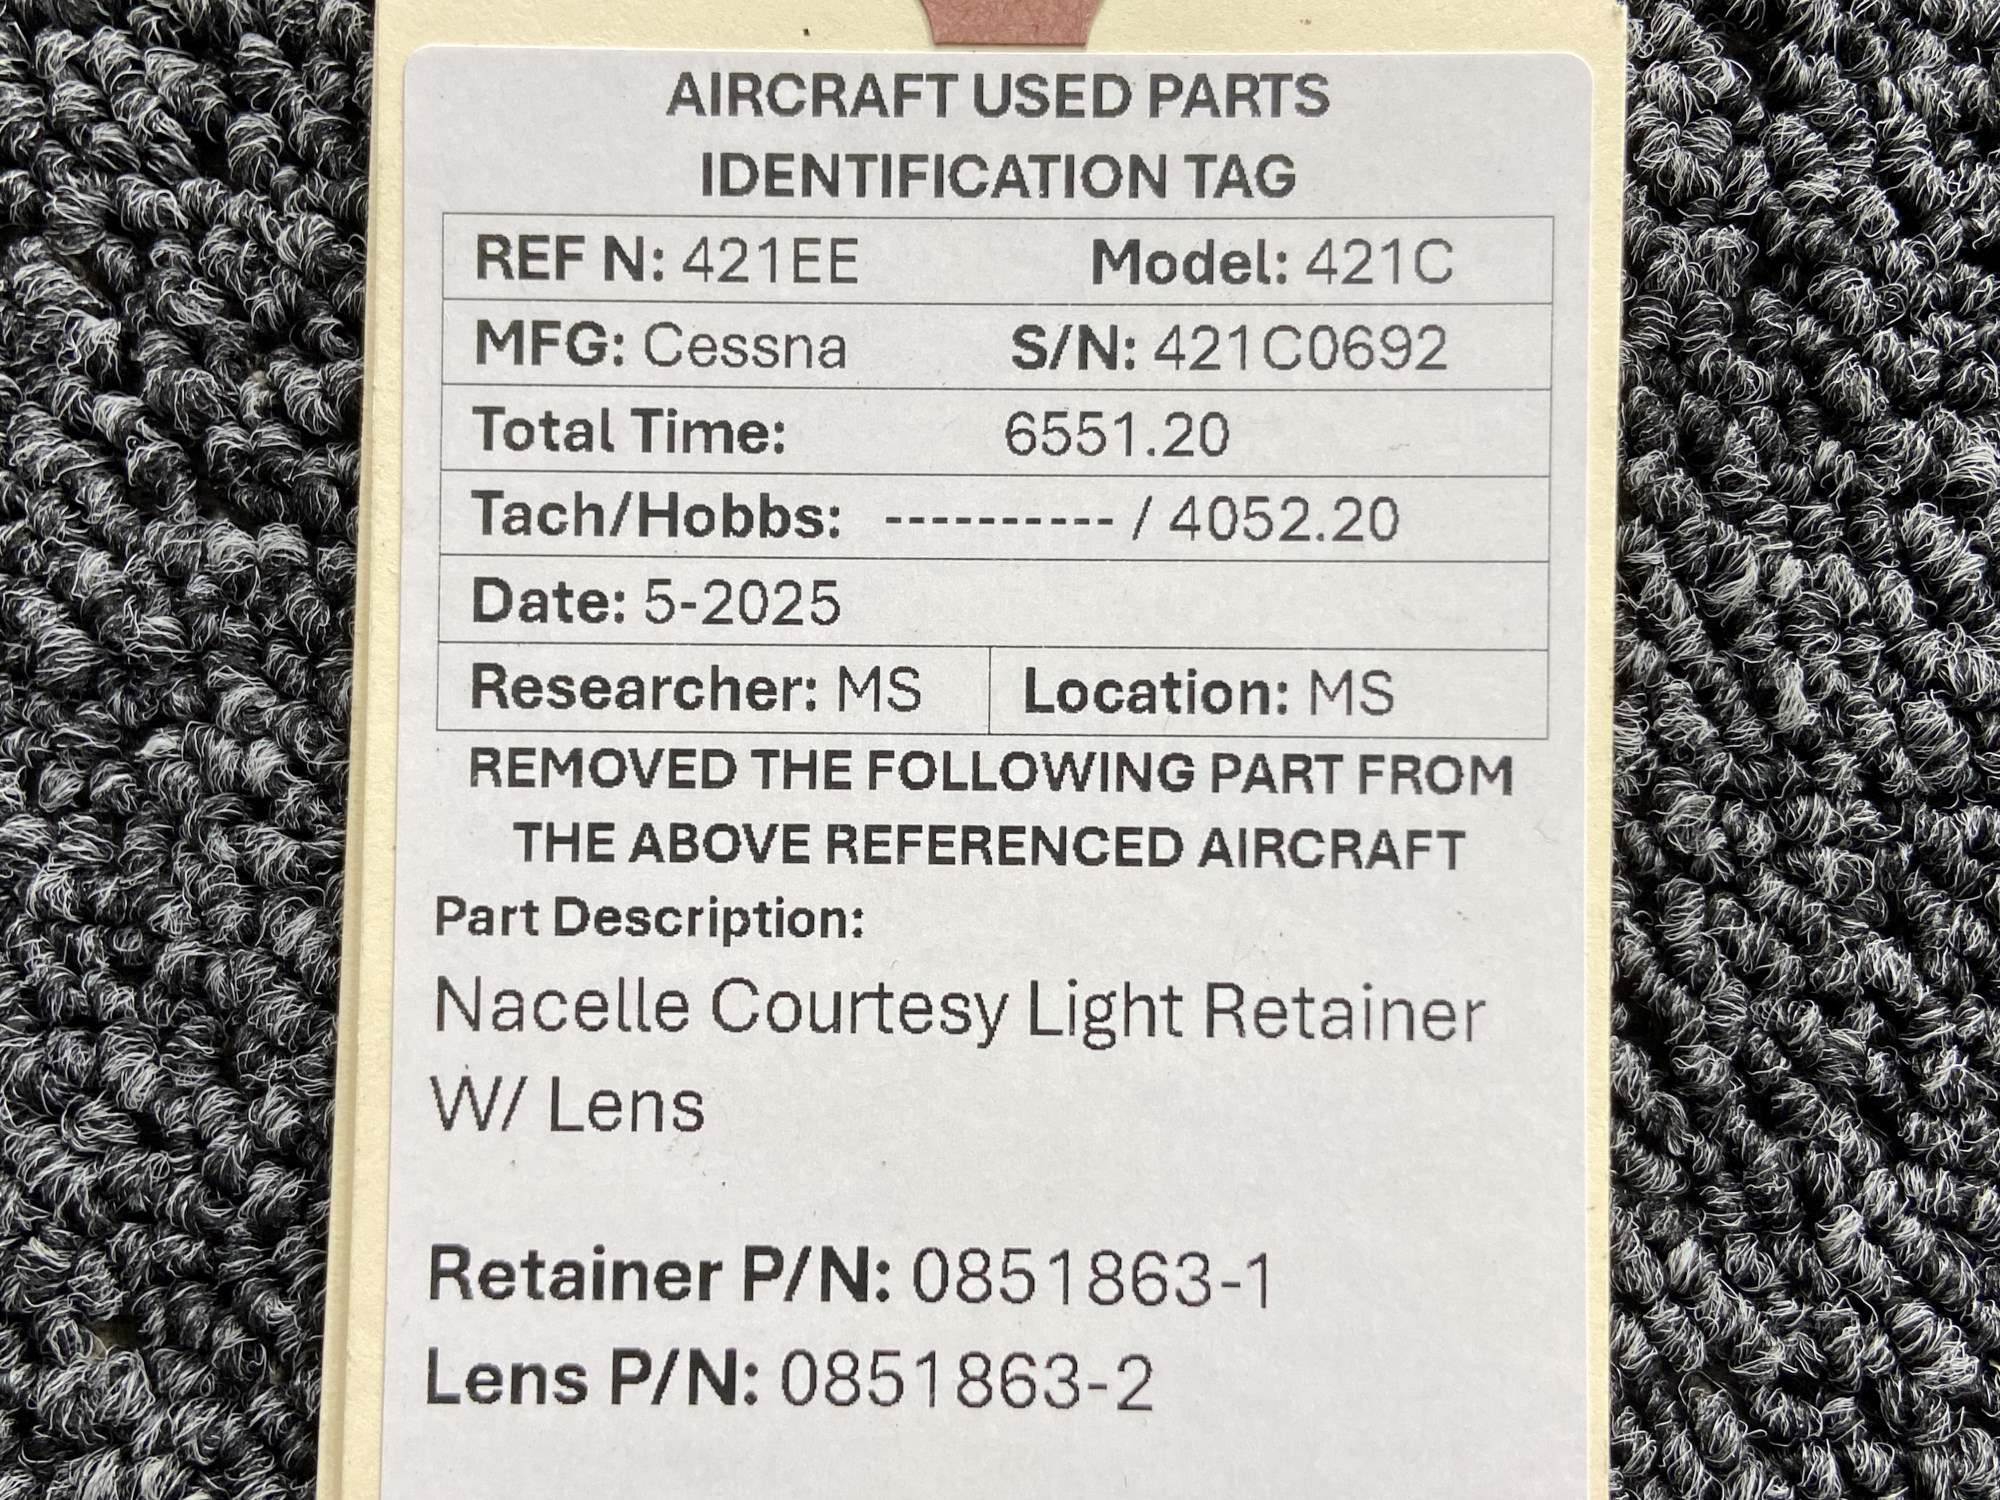 AIRCRAFT USED PARTS
IDENTIFICATION TAG
REF N: 421EE Model: 421C
MFG: Cessna S/N: 421C0692
Total Time: 6551.20
Tach/Hobbs: ---------- / 4052.20
Date: 5-2025
Researcher: MS Location: MS
REMOVED THE FOLLOWING PART FROM
THE ABOVE REFERENCED AIRCRAFT
Part Description:
Nacelle Courtesy Light Retainer
W/ Lens
Retainer P/N: 0851863-1
Lens P/N: 0851863-2